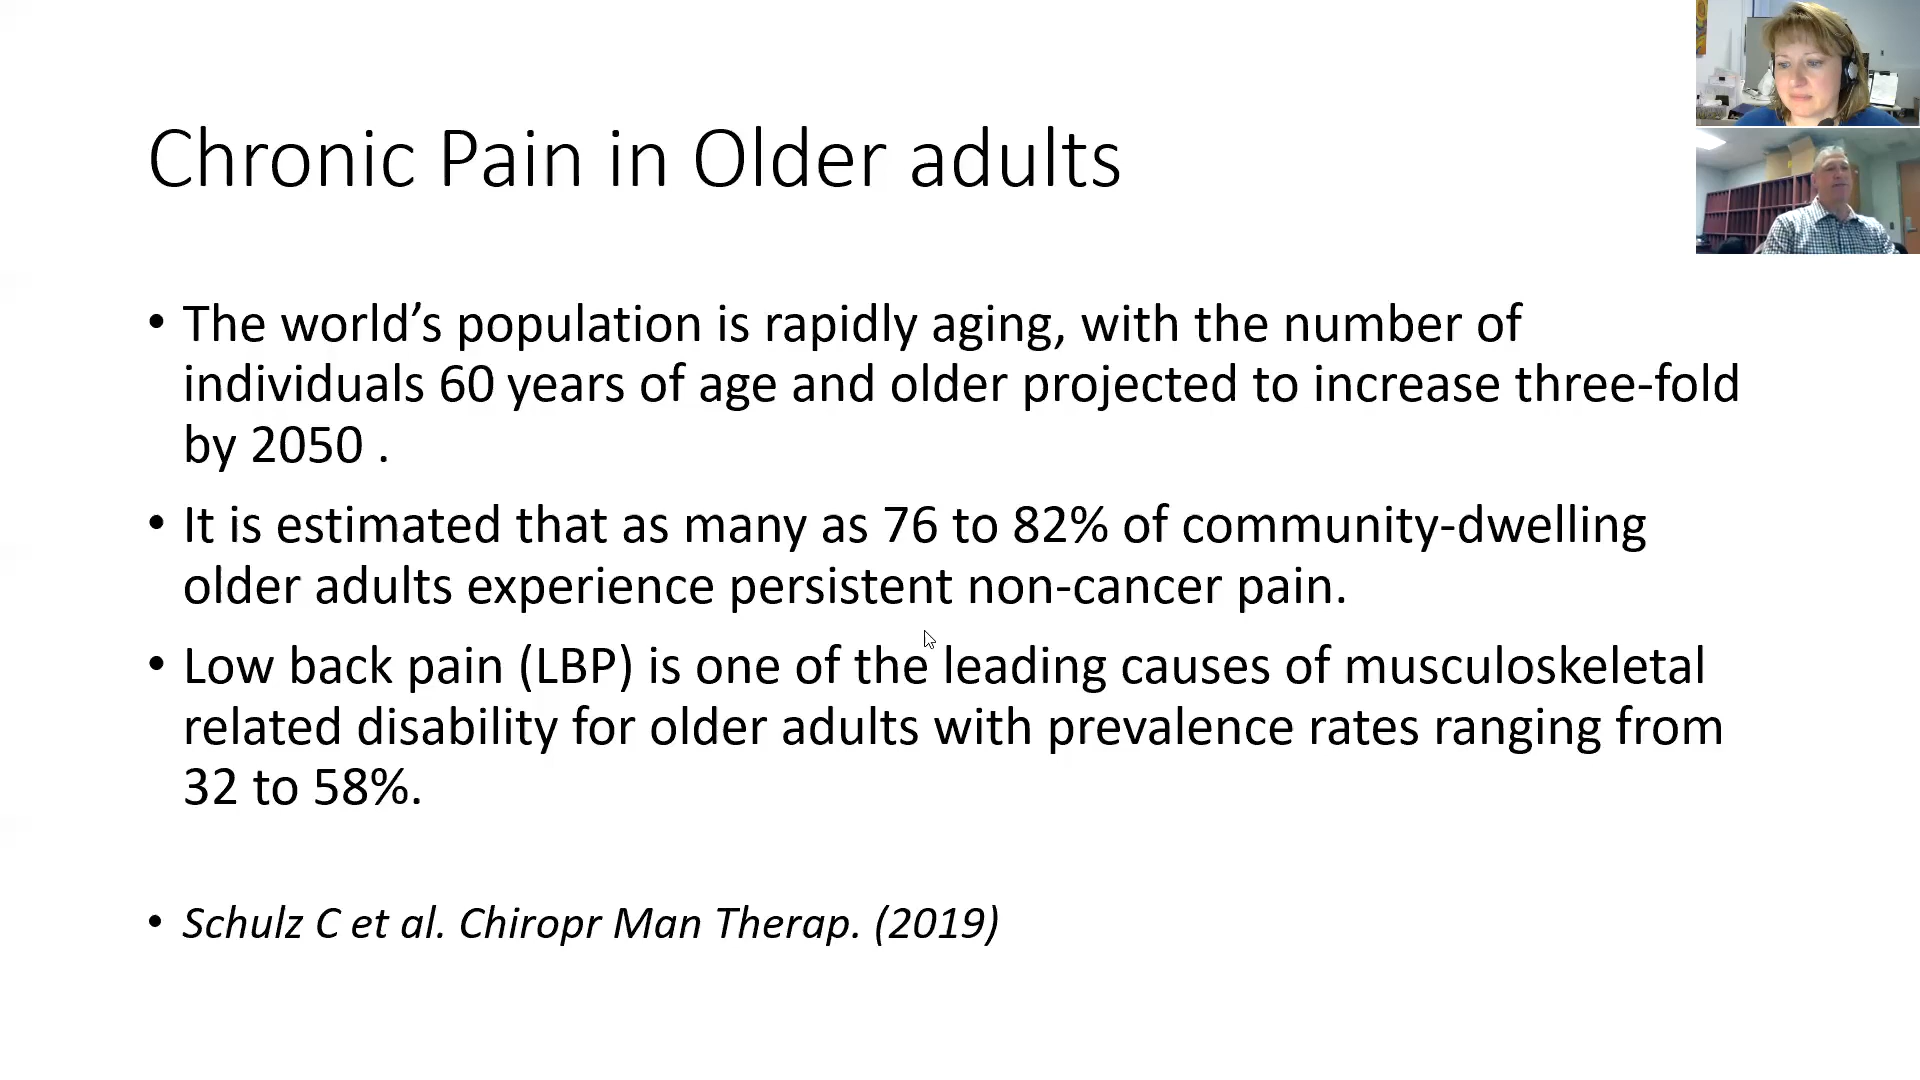 Chronic Pain in Older adults
• The world’s population is rapidly aging, with the number of
individuals 60 years of age and older projected to increase three-fold
by 2050 .
• It is estimated that as many as 76 to 82% of community-dwelling
older adults experience persistent non-cancer pain.
• Low back pain (LBP) is one of the leading causes of musculoskeletal
related disability for older adults with prevalence rates ranging from
32 to 58%.
• Schulz C et al. Chiropr Man Therap. (2019)